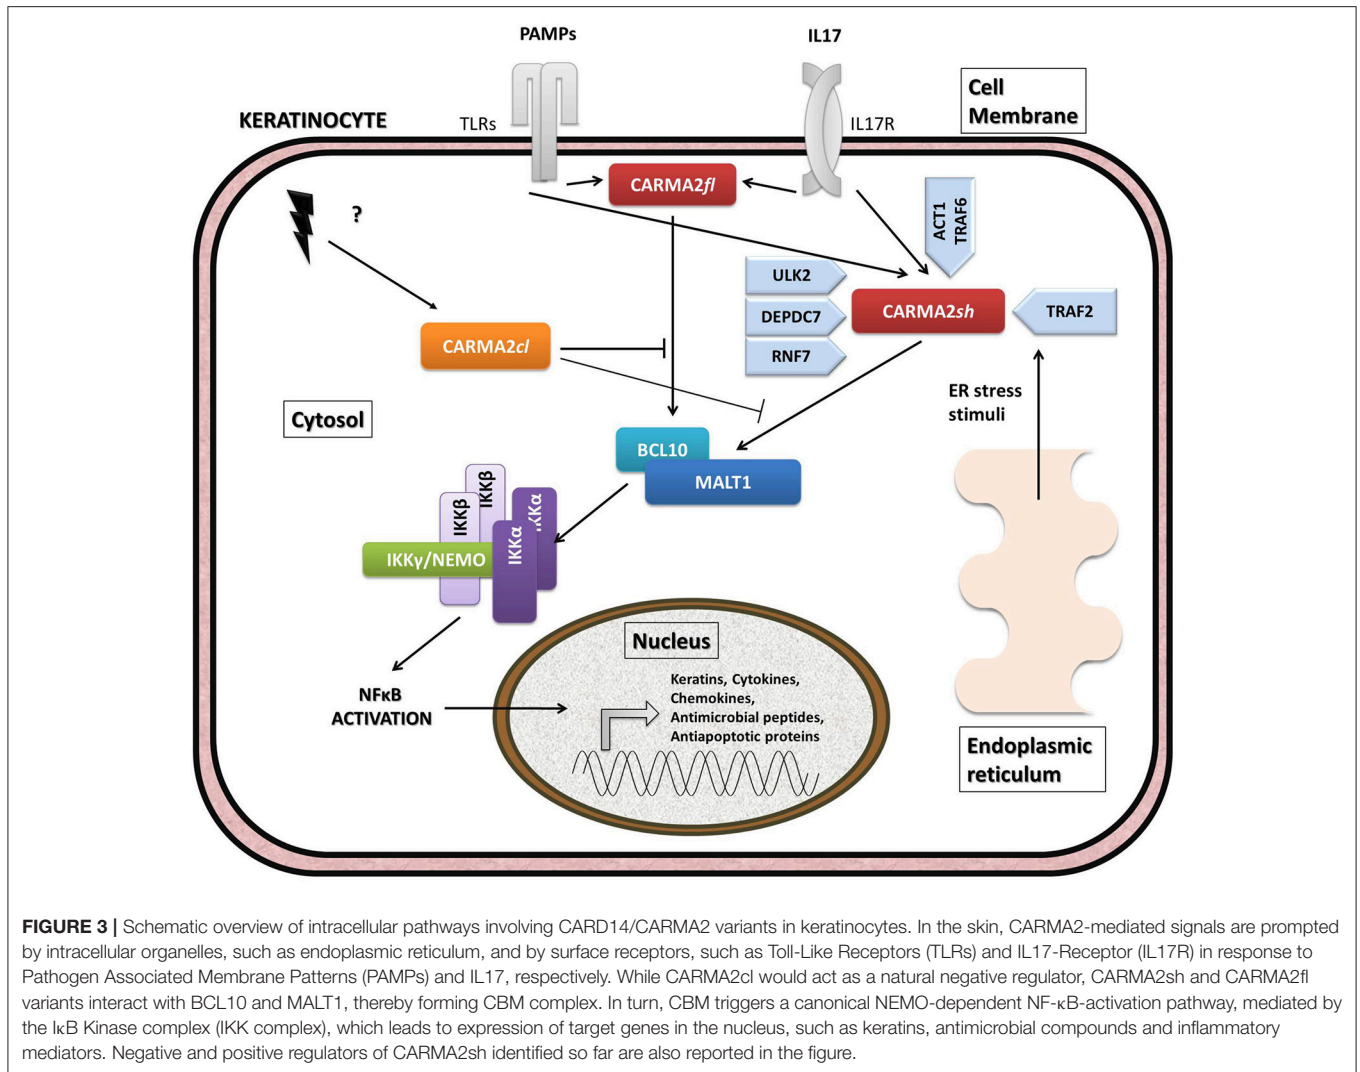 PAMPs
IL17
Cell
Membrane
KERATINOCYTE
TLRs
IL17R
CARMA2fl
?
ACT1
TRAF6
ULK2
DEPDC7
RNF7
CARMA2sh
TRAF2
CARMA2cl
ER stress
stimuli
Cytosol
BCL10
MALT1
IKKβ
IKKβ
IKKα
IKKα
IKKγ/NEMO
NFκB
ACTIVATION
Nucleus
Keratins, Cytokines,
Chemokines,
Antimicrobial peptides,
Antiapoptotic proteins
Endoplasmic
reticulum
FIGURE 3 | Schematic overview of intracellular pathways involving CARD14/CARMA2 variants in keratinocytes. In the skin, CARMA2-mediated signals are prompted
by intracellular organelles, such as endoplasmic reticulum, and by surface receptors, such as Toll-Like Receptors (TLRs) and IL17-Receptor (IL17R) in response to
Pathogen Associated Membrane Patterns (PAMPs) and IL17, respectively. While CARMA2cl would act as a natural negative regulator, CARMA2sh and CARMA2fl
variants interact with BCL10 and MALT1, thereby forming CBM complex. In turn, CBM triggers a canonical NEMO-dependent NF-κB-activation pathway, mediated by
the IκB Kinase complex (IKK complex), which leads to expression of target genes in the nucleus, such as keratins, antimicrobial compounds and inflammatory
mediators. Negative and positive regulators of CARMA2sh identified so far are also reported in the figure.